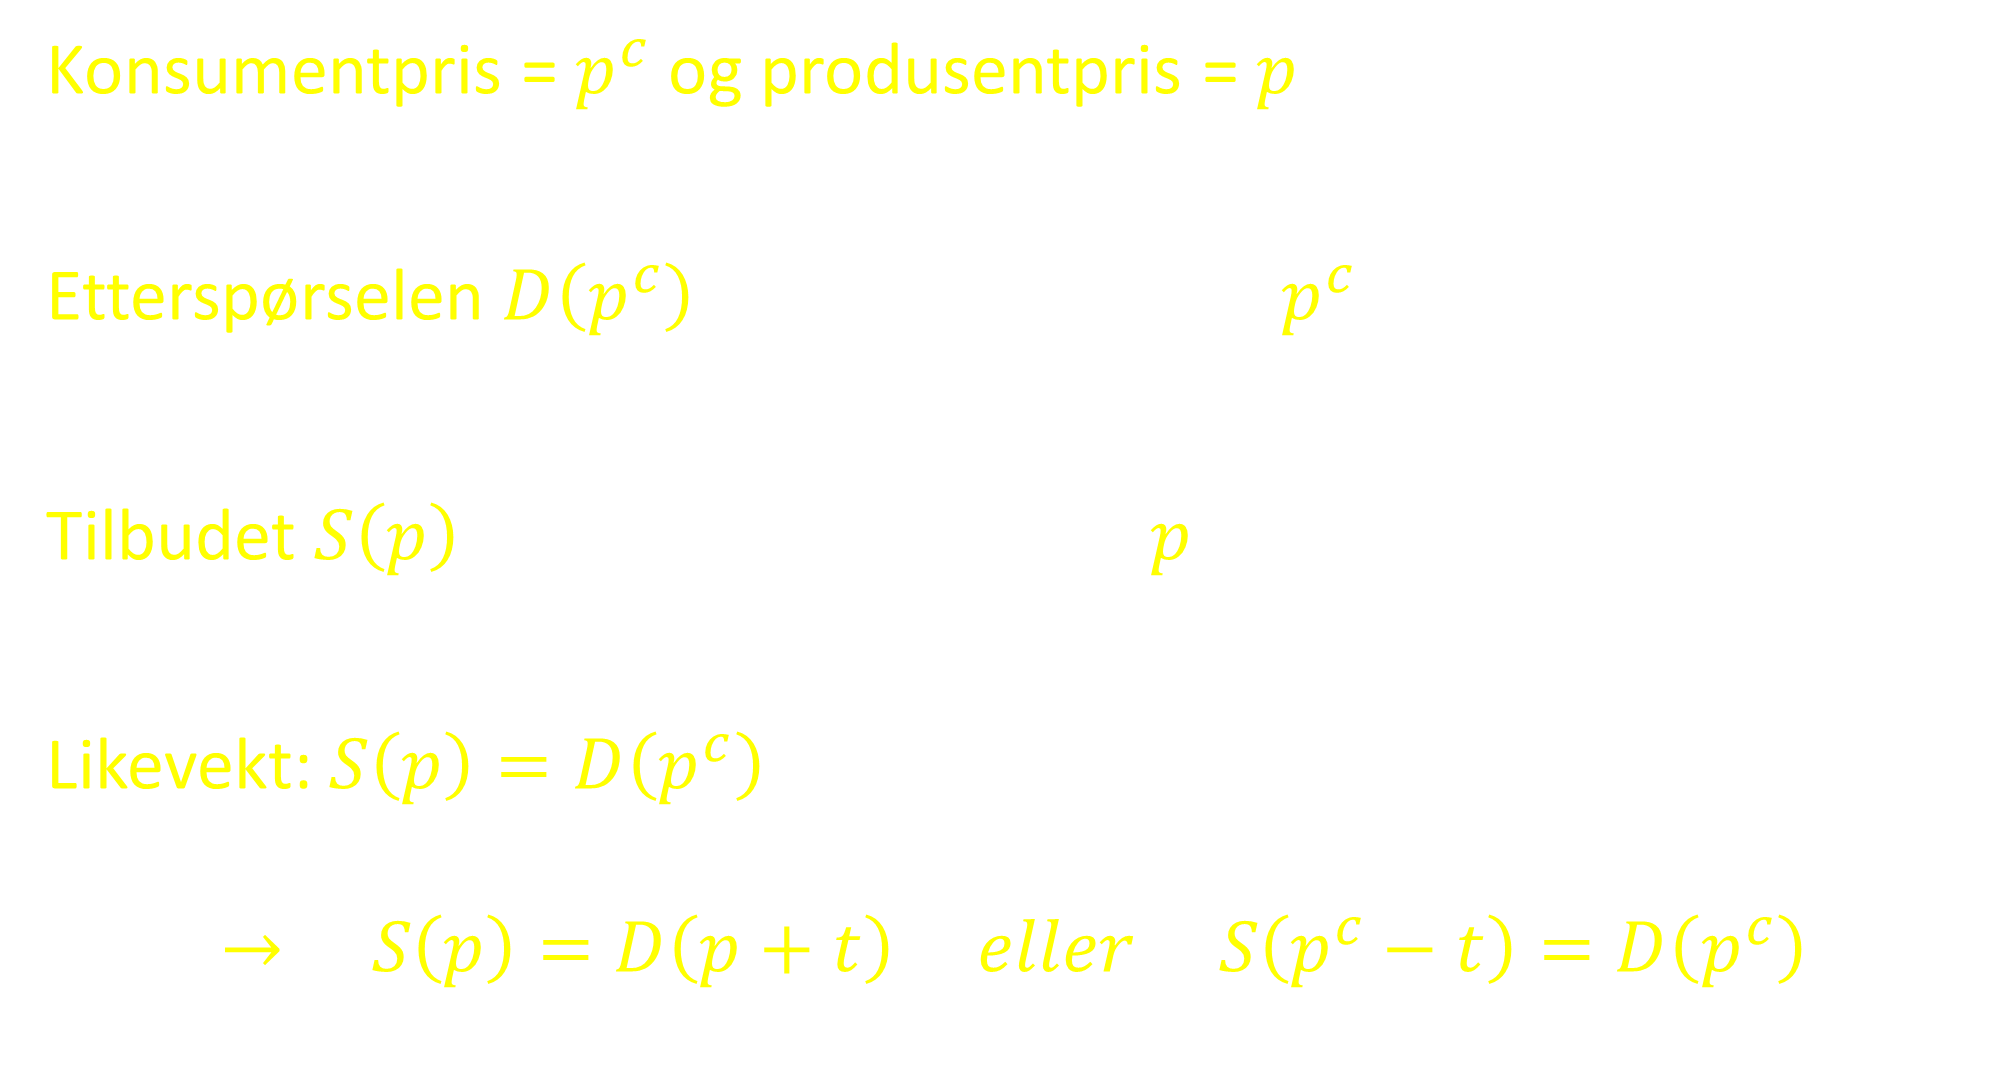 Konsumentpris = p^c og produsentpris = p
Etterspørselen D(p^c) p^c
Tilbudet S(p) p
Likevekt: S(p) = D(p^c)
→ S(p) = D(p + t) eller S(p^c − t) = D(p^c)